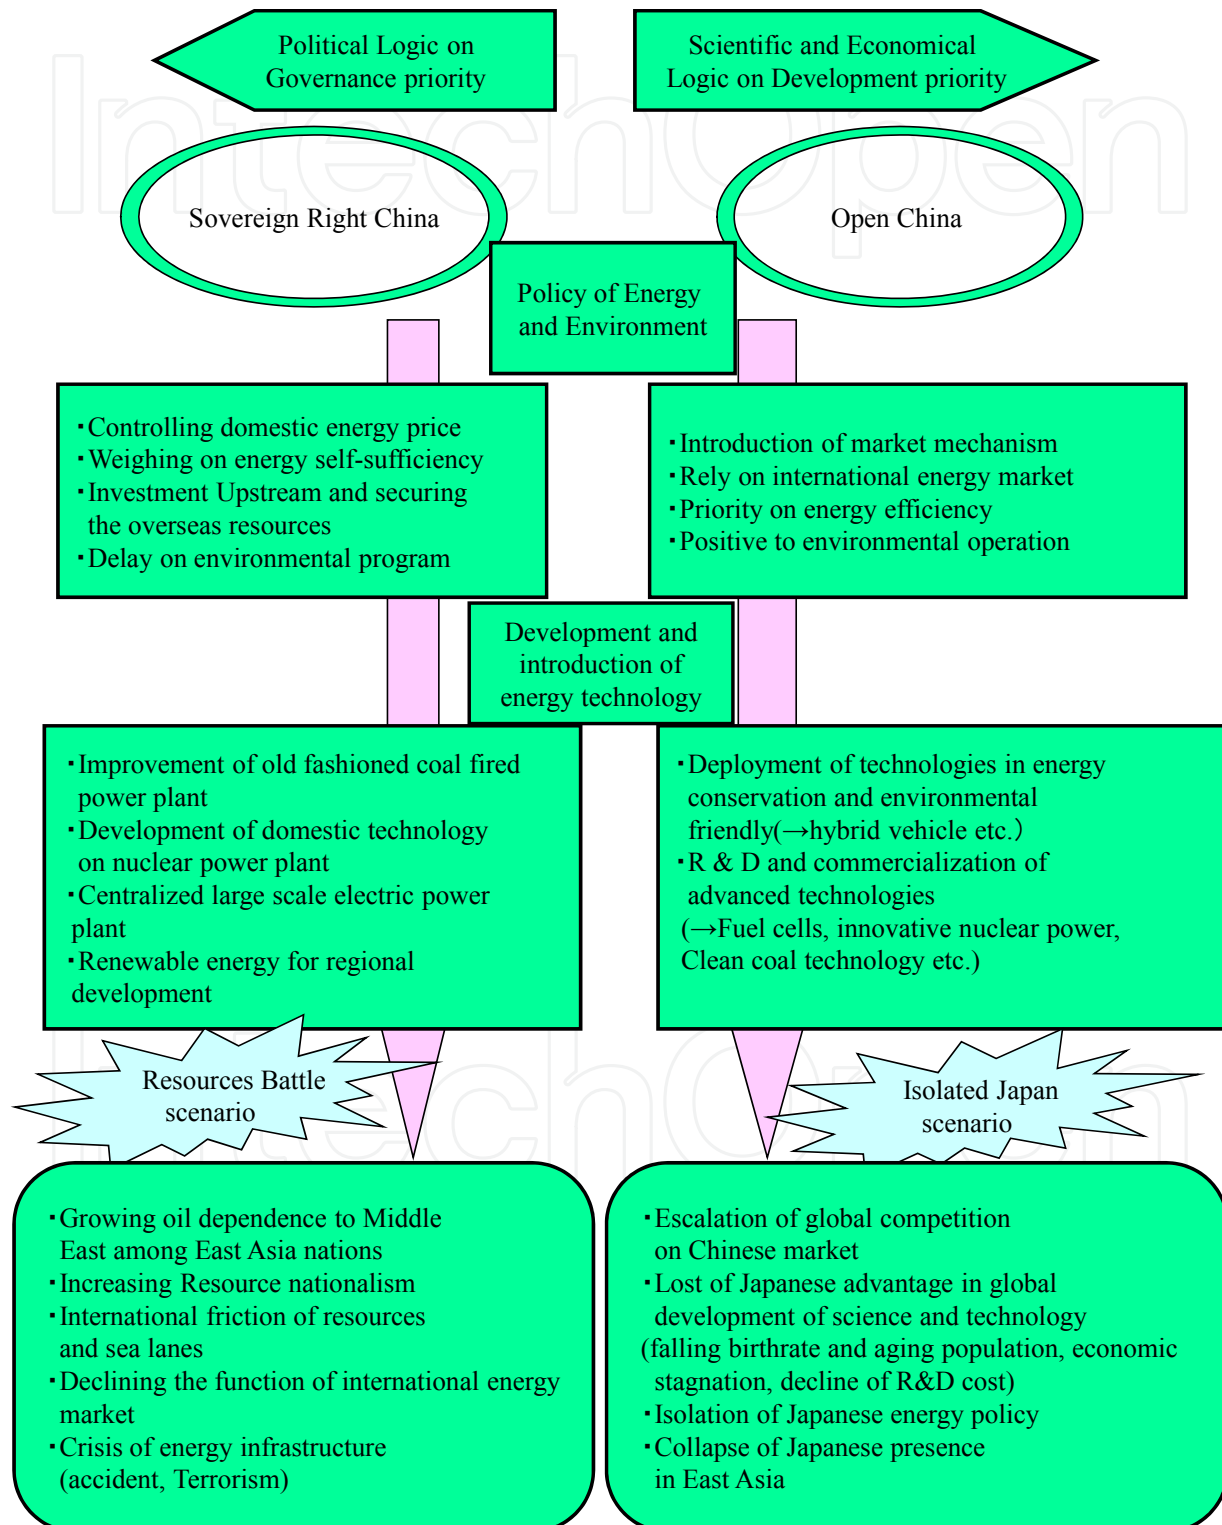 Political Logic on
Governance priority
Scientific and Economical
Logic on Development priority
IntechOpen
Sovereign Right China
Open China
Policy of Energy
and Environment
・Controlling domestic energy price
・Weighing on energy self-sufficiency
・Investment Upstream and securing
the overseas resources
・Delay on environmental program
・Introduction of market mechanism
・Rely on international energy market
・Priority on energy efficiency
・Positive to environmental operation
Development and
introduction of
energy technology
・Improvement of old fashioned coal fired
power plant
・Development of domestic technology
on nuclear power plant
・Centralized large scale electric power
plant
・Renewable energy for regional
development
・Deployment of technologies in energy
conservation and environmental
friendly(→hybrid vehicle etc.)
・R & D and commercialization of
advanced technologies
(→Fuel cells, innovative nuclear power,
Clean coal technology etc.)
Resources Battle
scenario
Isolated Japan
scenario
IntechOpen
・Growing oil dependence to Middle
East among East Asia nations
・Increasing Resource nationalism
・International friction of resources
and sea lanes
・Declining the function of international energy
market
・Crisis of energy infrastructure
(accident, Terrorism)
・Escalation of global competition
on Chinese market
・Lost of Japanese advantage in global
development of science and technology
(falling birthrate and aging population, economic
stagnation, decline of R&D cost)
・Isolation of Japanese energy policy
・Collapse of Japanese presence
in East Asia